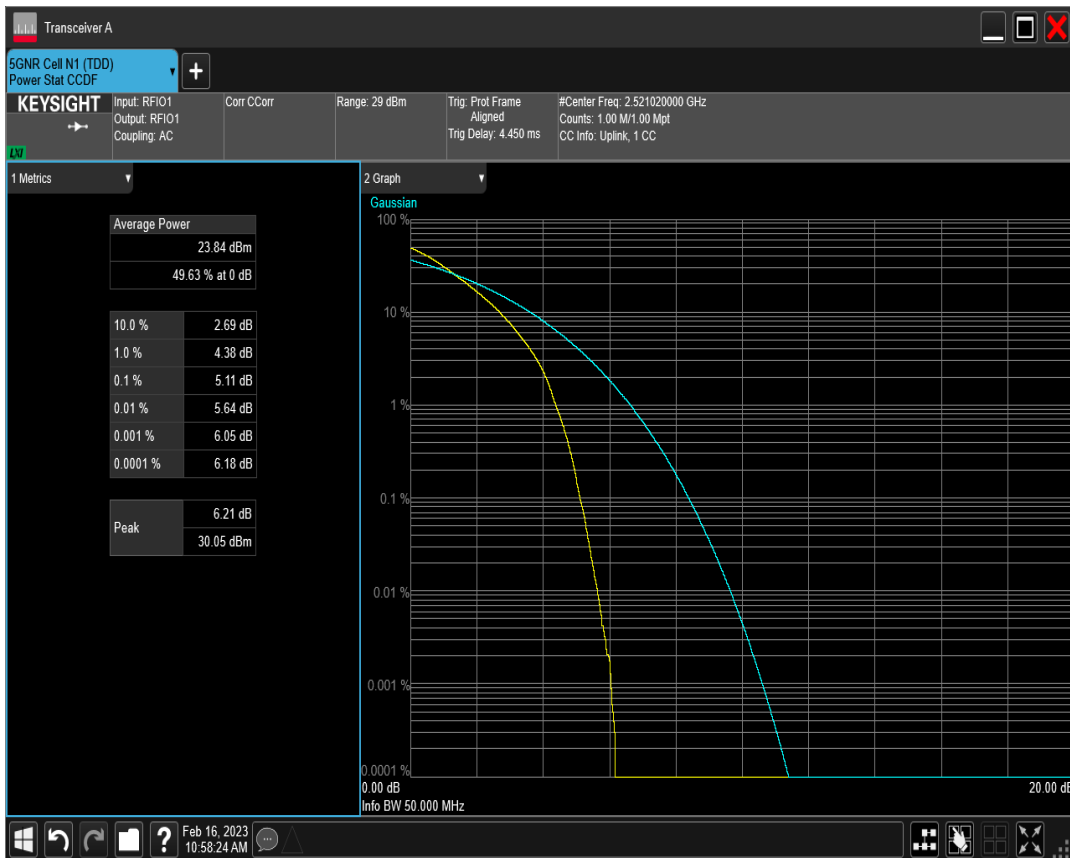 Transceiver A
5GNR Cell N1 (TDD)
Power Stat CCDF
KEYSIGHT
LXI
Input: RFIO1
Output: RFIO1
Coupling: AC
Corr CCorr
Range: 29 dBm
Trig: Prot Frame
Aligned
Trig Delay: 4.450 ms
#Center Freq: 2.521020000 GHz
Counts: 1.00 M/1.00 Mpt
CC Info: Uplink, 1 CC
1 Metrics
Average Power
23.84 dBm
49.63 % at 0 dB
10.0 % 2.69 dB
1.0 % 4.38 dB
0.1 % 5.11 dB
0.01 % 5.64 dB
0.001 % 6.05 dB
0.0001 % 6.18 dB
Peak
6.21 dB
30.05 dBm
2 Graph
Gaussian
100 %
10 %
1 %
0.1 %
0.01 %
0.001 %
0.0001 %
0.00 dB 20.00 dB
Info BW 50.000 MHz
?
Feb 16, 2023
10:58:24 AM